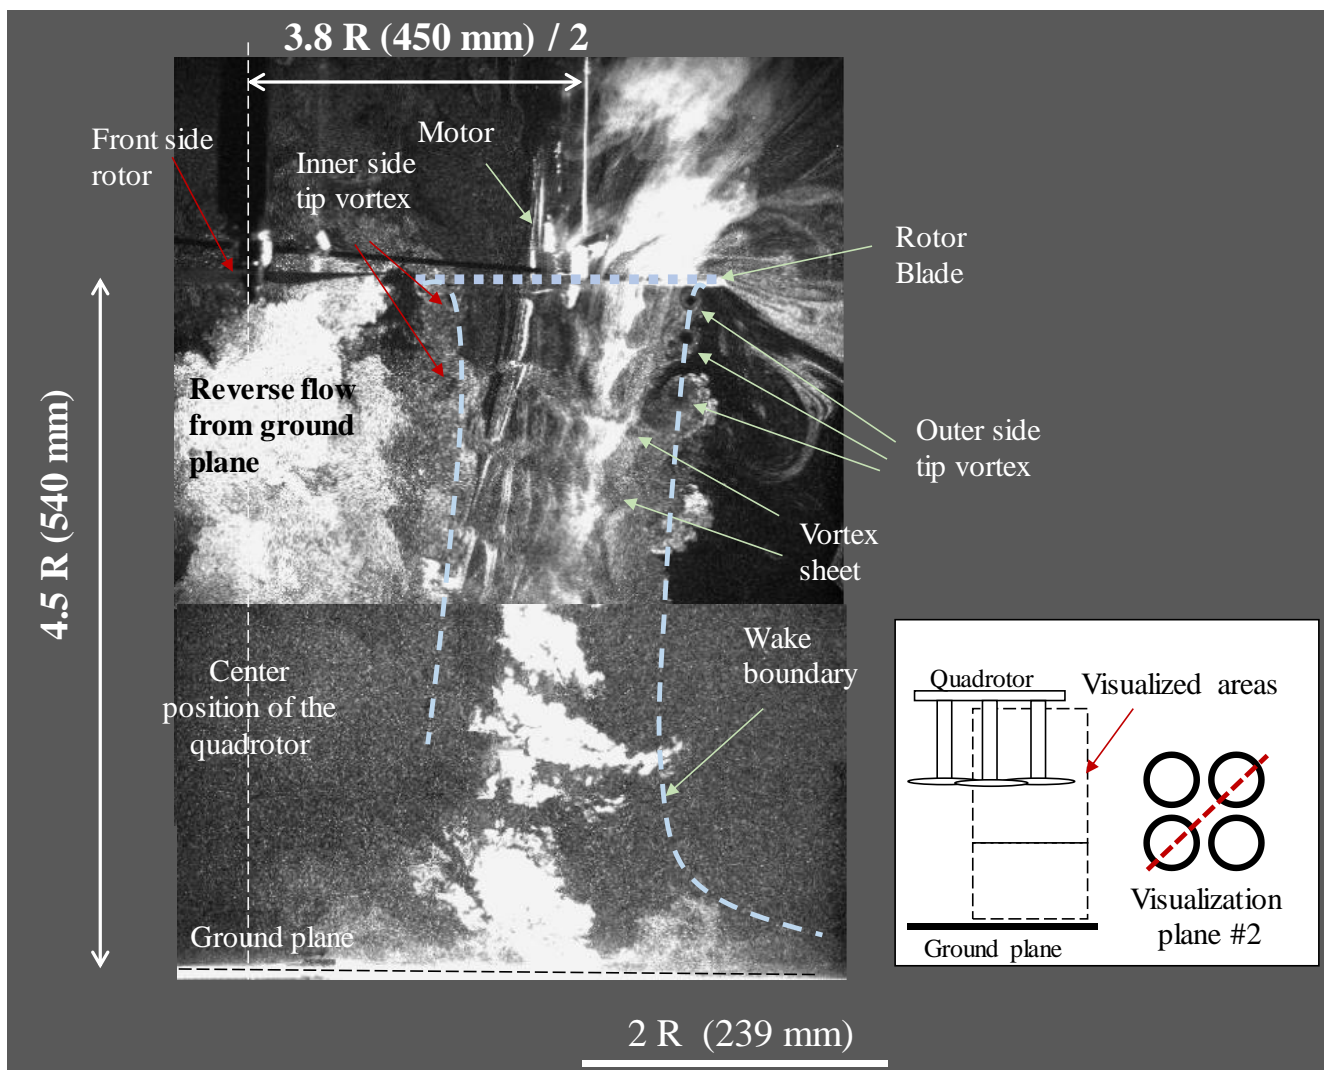 3.8 R (450 mm) / 2
Front side
rotor
Motor
Inner side
tip vortex
Rotor
Blade
Reverse flow
from ground
plane
4.5 R (540 mm)
Outer side
tip vortex
Vortex
sheet
Wake
boundary
Center
position of the
quadrotor
Ground plane
Quadrotor
Visualized areas
Visualization
plane #2
Ground plane
2 R (239 mm)